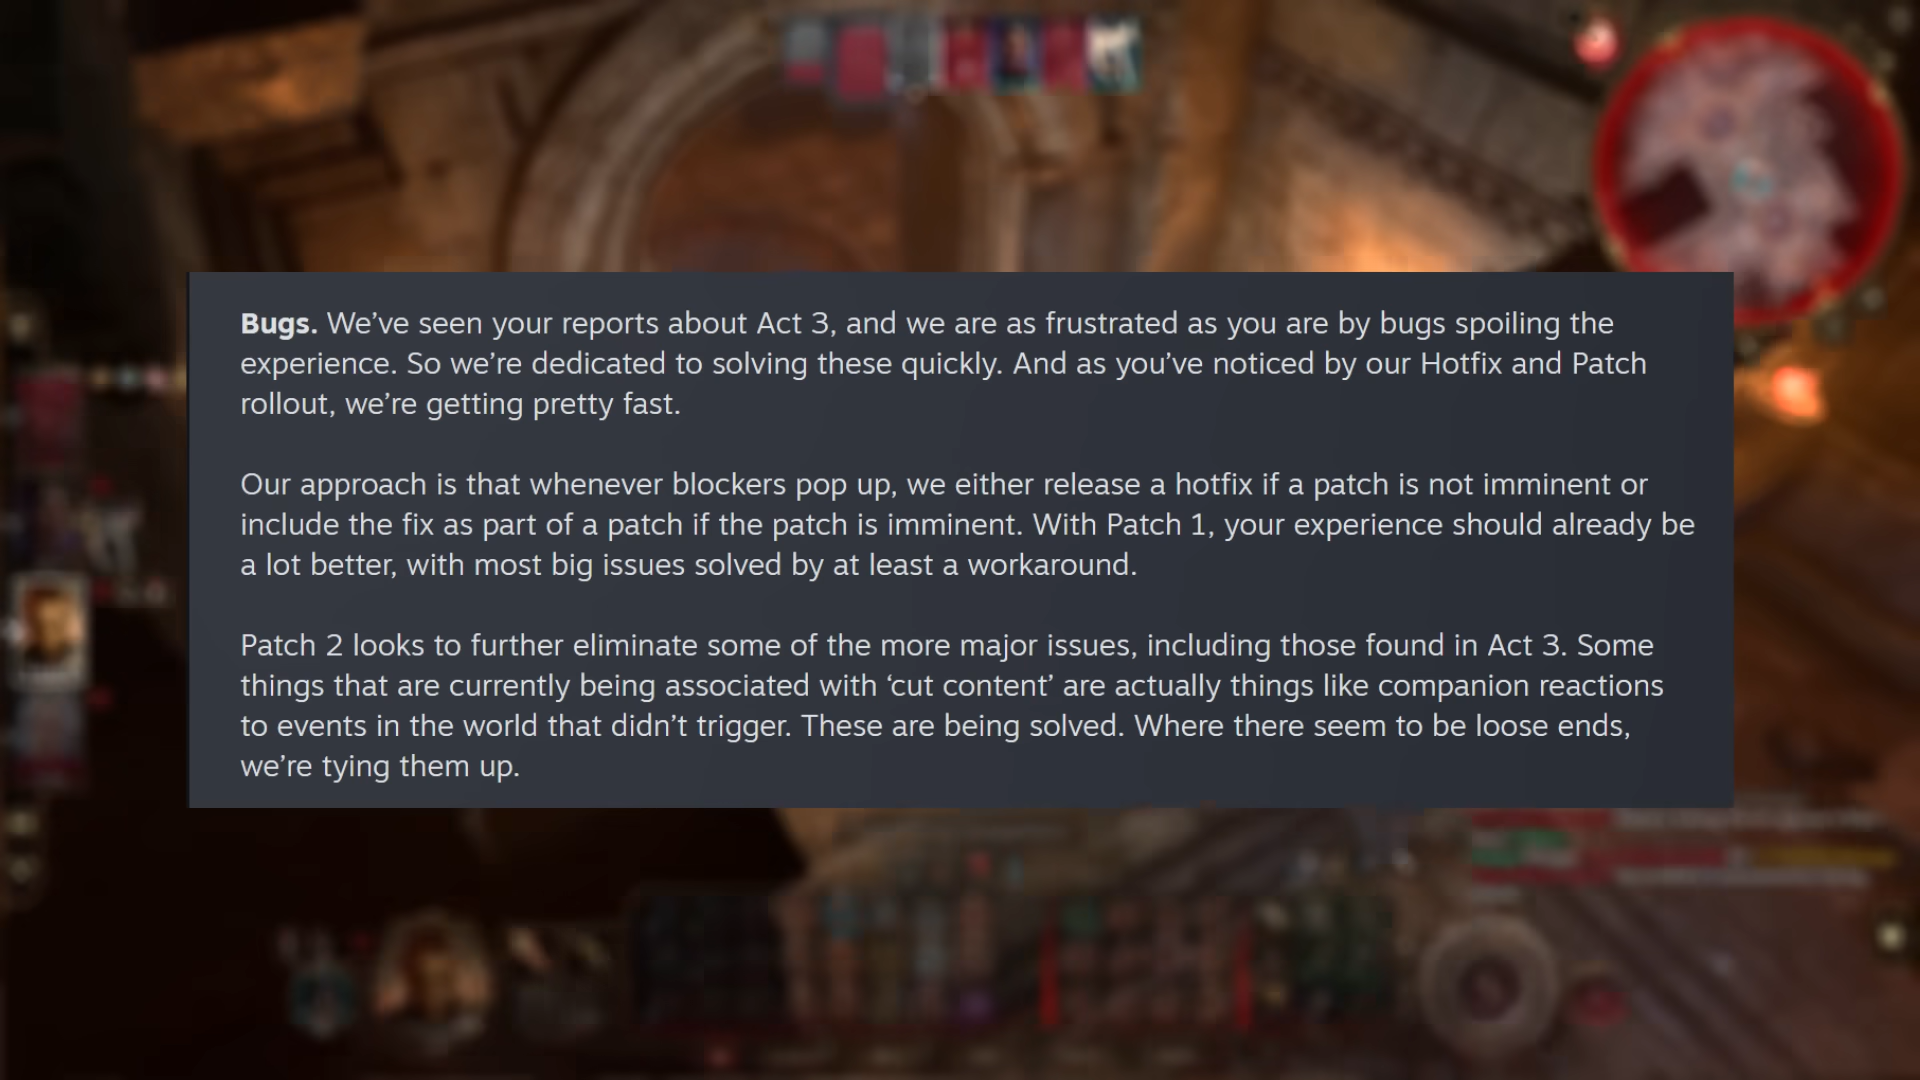 Bugs. We’ve seen your reports about Act 3, and we are as frustrated as you are by bugs spoiling the
experience. So we’re dedicated to solving these quickly. And as you’ve noticed by our Hotfix and Patch
rollout, we’re getting pretty fast.
Our approach is that whenever blockers pop up, we either release a hotfix if a patch is not imminent or
include the fix as part of a patch if the patch is imminent. With Patch 1, your experience should already be
a lot better, with most big issues solved by at least a workaround.
Patch 2 looks to further eliminate some of the more major issues, including those found in Act 3. Some
things that are currently being associated with ‘cut content’ are actually things like companion reactions
to events in the world that didn’t trigger. These are being solved. Where there seem to be loose ends,
we’re tying them up.